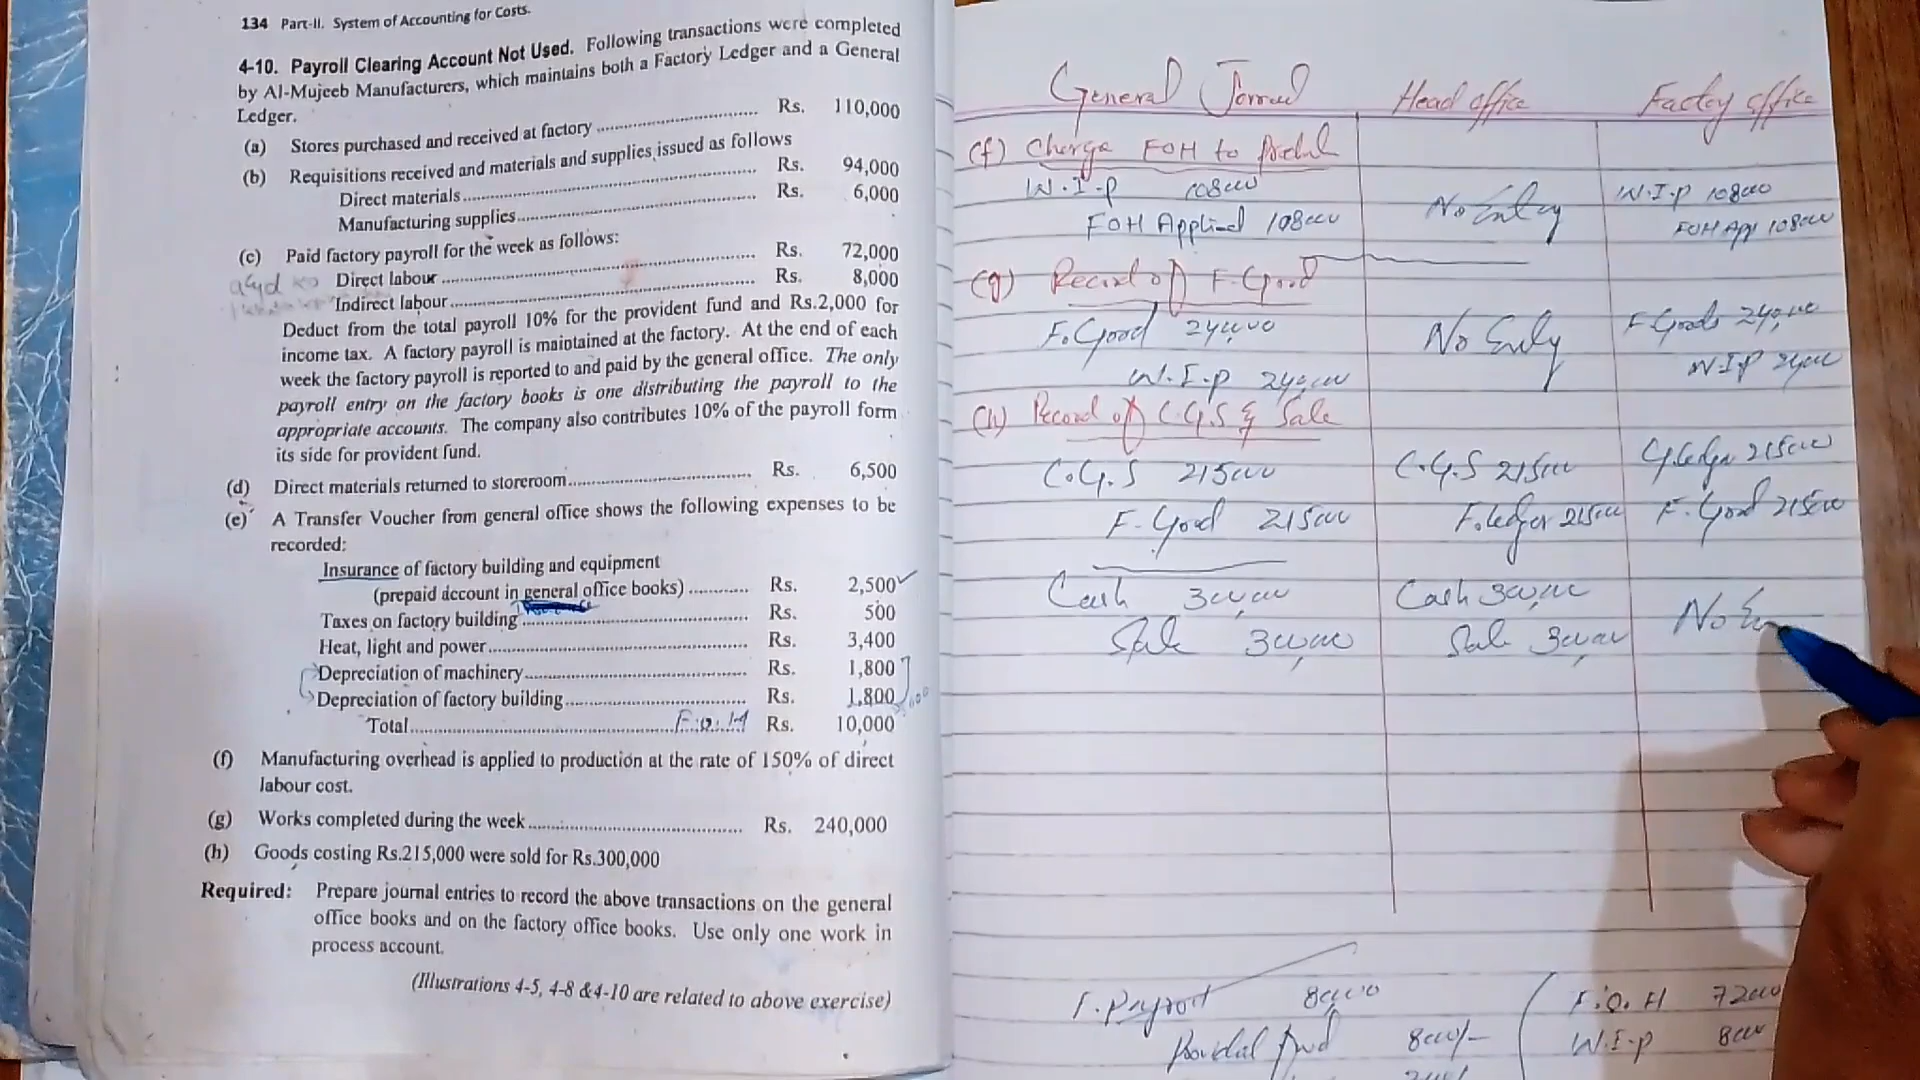 134 Part-II. System of Accounting for Costs.
4-10. Payroll Clearing Account Not Used. Following transactions were completed
by Al-Mujeeb Manufacturers, which maintains both a Factory Ledger and a General
Ledger.
(a) Stores purchased and received at factory ........ Rs. 110,000
(b) Requisitions received and materials and supplies issued as follows
Direct materials ........ Rs. 94,000
Manufacturing supplies ........ Rs. 6,000
(c) Paid factory payroll for the week as follows:
Direct labour ........ Rs. 72,000
Indirect labour ........ Rs. 8,000
Deduct from the total payroll 10% for the provident fund and Rs.2,000 for
income tax. A factory payroll is maintained at the factory. At the end of each
week the factory payroll is reported to and paid by the general office. The only
payroll entry on the factory books is one distributing the payroll to the
appropriate accounts. The company also contributes 10% of the payroll form
its side for provident fund.
(d) Direct materials returned to storeroom ........ Rs. 6,500
(e) A Transfer Voucher from general office shows the following expenses to be
recorded:
Insurance of factory building and equipment
(prepaid account in general office books) ........ Rs. 2,500
Taxes on factory building ........ Rs. 500
Heat, light and power ........ Rs. 3,400
Depreciation of machinery ........ Rs. 1,800
Depreciation of factory building ........ Rs. 1,800
Total ........ F.O.H Rs. 10,000
(f) Manufacturing overhead is applied to production at the rate of 150% of direct
labour cost.
(g) Works completed during the week ........ Rs. 240,000
(h) Goods costing Rs.215,000 were sold for Rs.300,000
Required: Prepare journal entries to record the above transactions on the general
office books and on the factory office books. Use only one work in
process account.
(Illustrations 4-5, 4-8 &4-10 are related to above exercise)
General Jornal Head office Factory office
(f) Charge FOH to
W.I.P 108000 No Entry W.I.P 108000
FOH Applied 108000 FOH App 108000
(g) Record of F.Good
F.Good 240,000 No Entry F Goods 240,000
W.I.P 240,000 W.I.P
(h) Record of C.G.S & Sale
C.G.S 215000 C.G.S 215000 G.Ledger 215000
F.Good 215000 F.Ledger 215000 F.Good 215000
Cash 300,000 Cash 300,000 No
Sale 300,000 Sale 300,000
F.Payroll 80,000 F.O.H 72000
Fund 8000/- W.I.P 8000